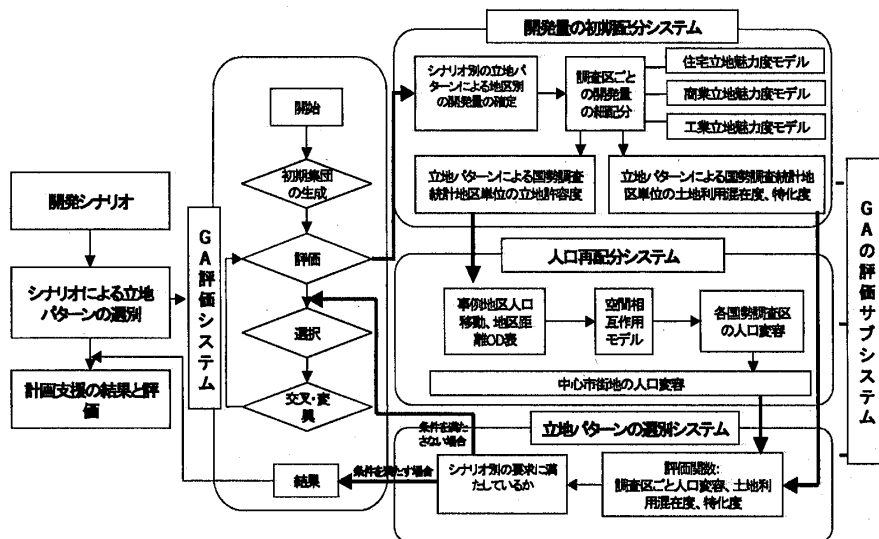 開発シナリオ
シナリオによる立地
パターンの選別
計画支援の結果と評
価
GA評価システム
開始
初期集団
の生成
評価
選択
交叉・変
異
結果
開発量の初期配分システム
シナリオ別の立地パ
ターンによる地区別
の開発量の確定
調査区ごと
の開発量
の細配分
住宅立地魅力度モデル
商業立地魅力度モデル
工業立地魅力度モデル
立地パターンによる国勢調査
統計地区単位の立地許容度
立地パターンによる国勢調査統計地
区単位の土地利用混在度、特化度
人口再配分システム
事例地区人口
移動、地区距
離OD表
空間相
互作用
モデル
各国勢調査区
の人口変容
中心市街地の人口変容
立地パターンの選別システム
条件を満た
さない場合
条件を満たす場合
シナリオ別の要求に満
たしているか
評価関数:
調査区ごと人口変容、土地利
用混在度、特化度
GAの評価サブシステム